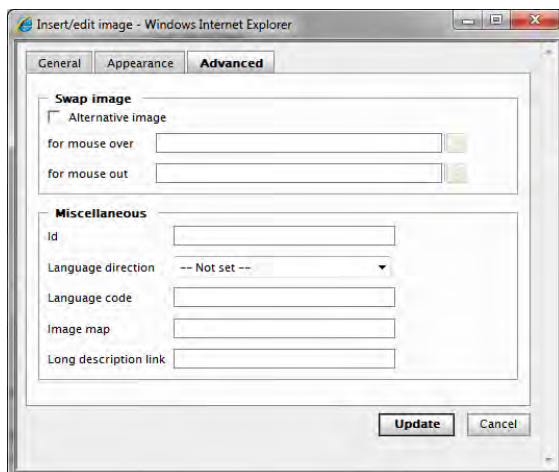 Insert/edit image - Windows Internet Explorer
General Appearance Advanced
Swap image
Alternative image
for mouse over
for mouse out
Miscellaneous
Id
Language direction -- Not set --
Language code
Image map
Long description link
Update Cancel